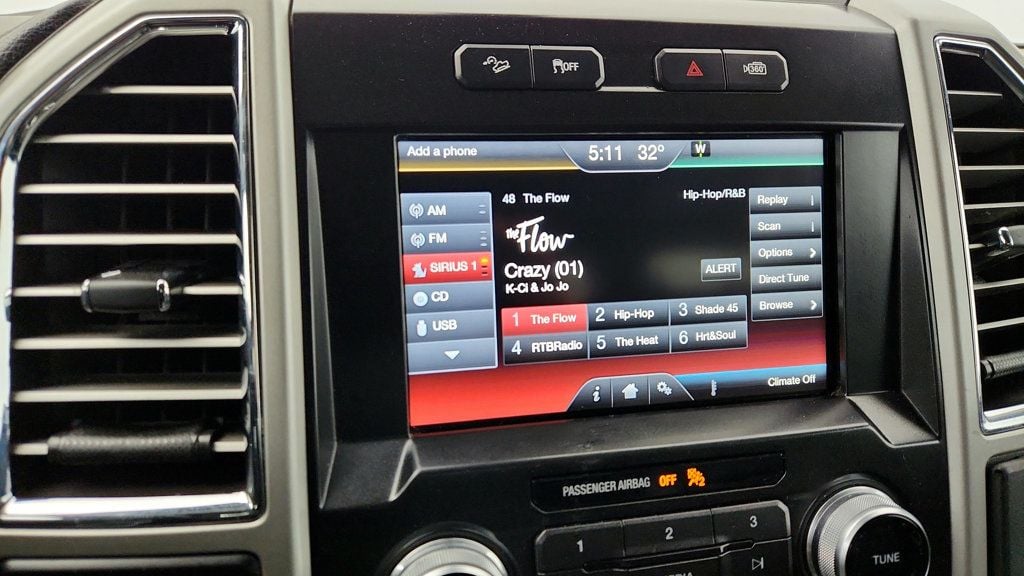 OFF
360
Add a phone
5:11 32°
W
AM
FM
SIRIUS 1
CD
USB
48 The Flow
Hip-Hop/R&B
The Flow
Crazy (01)
K-Ci & Jo Jo
ALERT
Replay
Scan
Options
Direct Tune
Browse
1 The Flow
2 Hip-Hop
3 Shade 45
4 RTBRadio
5 The Heat
6 Hrt&Soul
i
Climate Off
PASSENGER AIRBAG OFF
1
2
3
TUNE